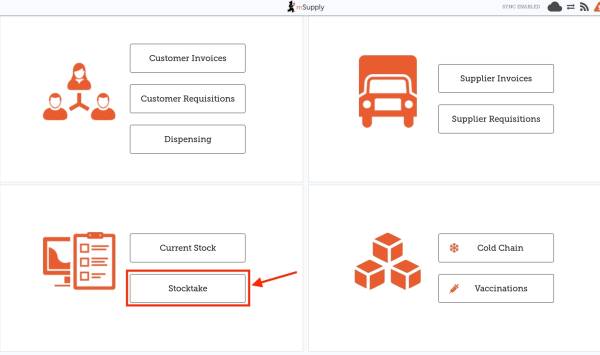 mSupply
SYNC ENABLED
Customer Invoices
Customer Requisitions
Dispensing
Supplier Invoices
Supplier Requisitions
Current Stock
Stocktake
Cold Chain
Vaccinations